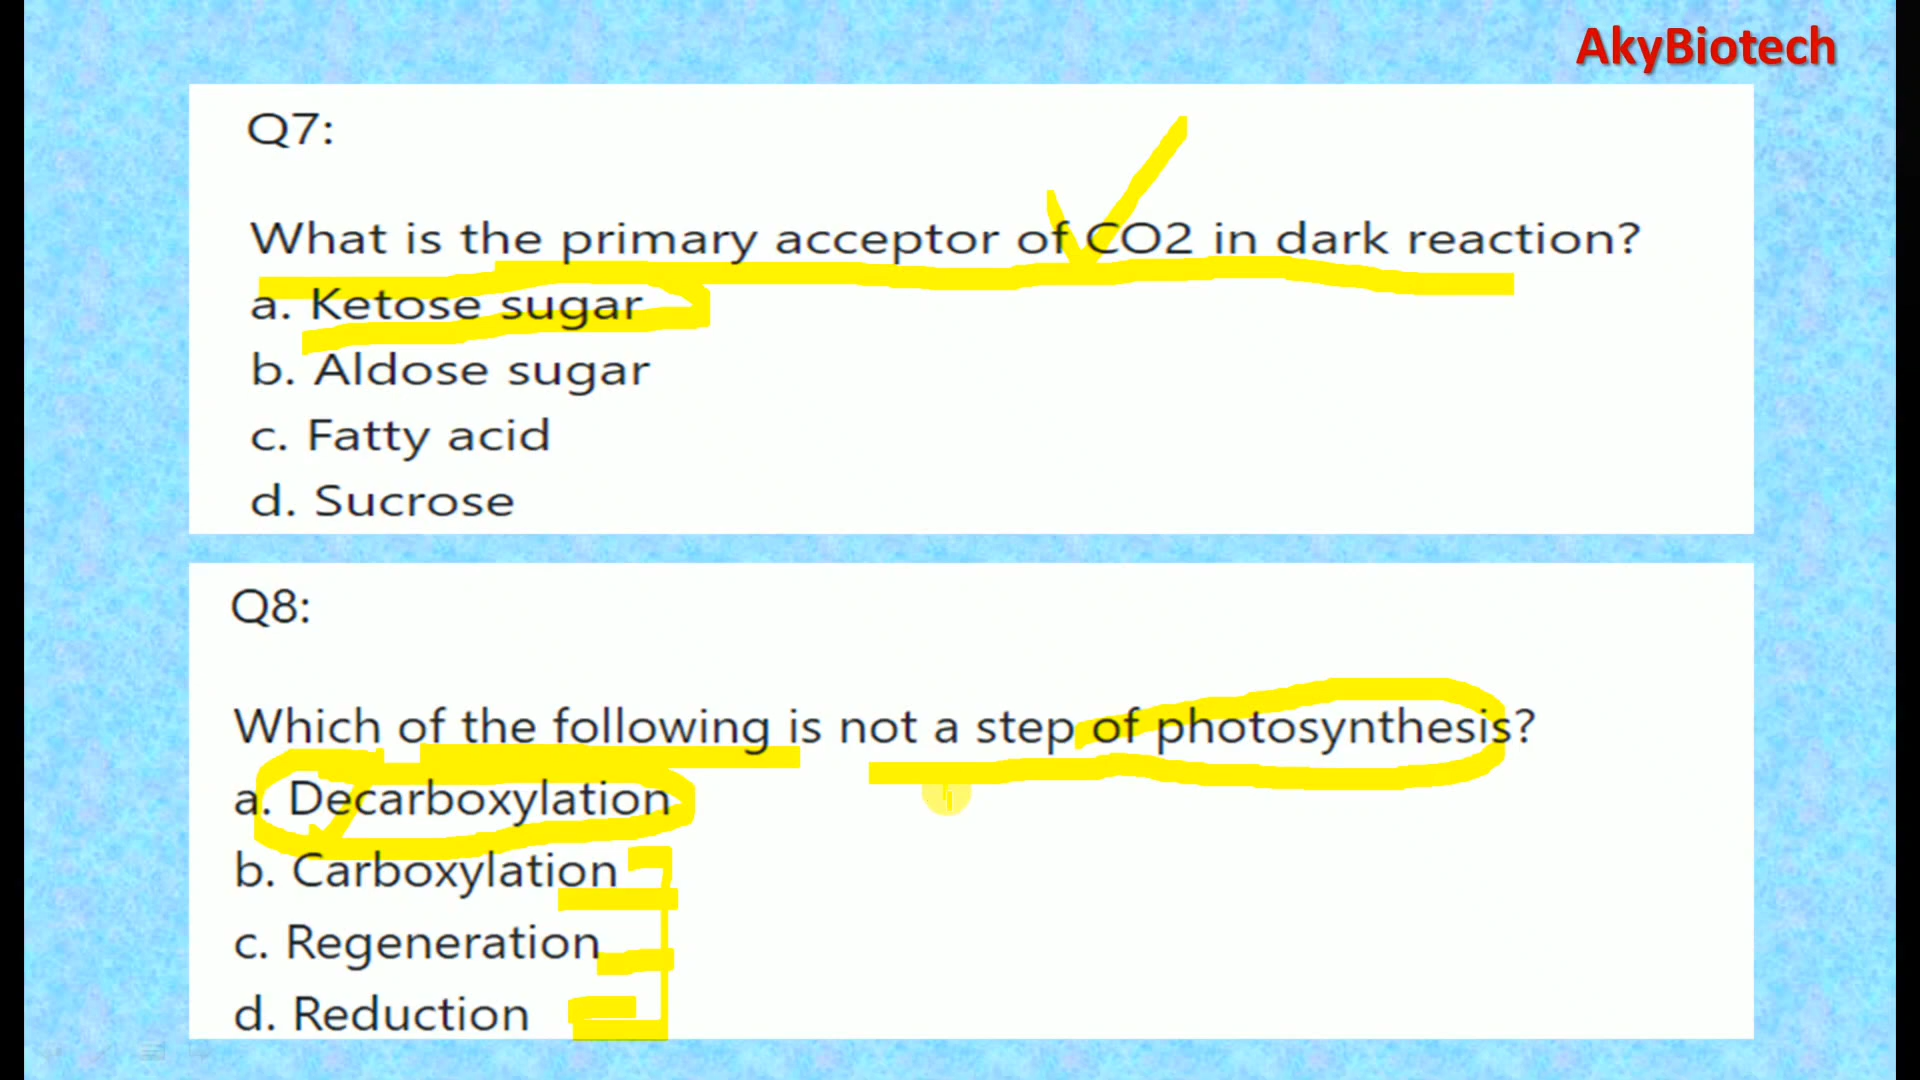 AkyBiotech
Q7:
What is the primary acceptor of CO2 in dark reaction?
a. Ketose sugar
b. Aldose sugar
c. Fatty acid
d. Sucrose
Q8:
Which of the following is not a step of photosynthesis?
a. Decarboxylation
b. Carboxylation
c. Regeneration
d. Reduction